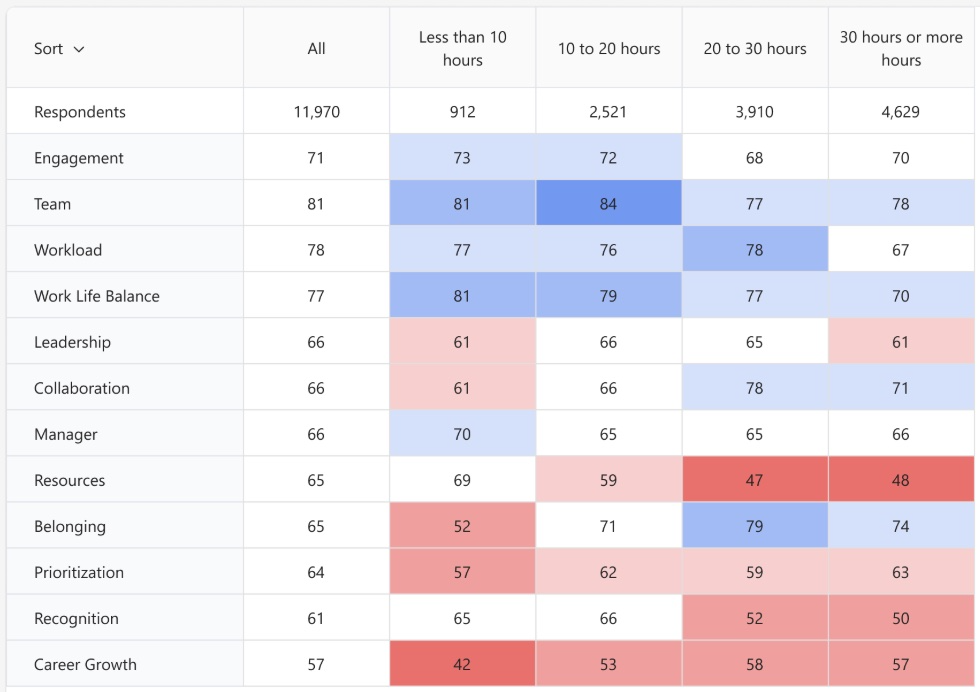 Sort All Less than 10 hours 10 to 20 hours 20 to 30 hours 30 hours or more hours
Respondents 11,970 912 2,521 3,910 4,629
Engagement 71 73 72 68 70
Team 81 81 84 77 78
Workload 78 77 76 78 67
Work Life Balance 77 81 79 77 70
Leadership 66 61 66 65 61
Collaboration 66 61 66 78 71
Manager 66 70 65 65 66
Resources 65 69 59 47 48
Belonging 65 52 71 79 74
Prioritization 64 57 62 59 63
Recognition 61 65 66 52 50
Career Growth 57 42 53 58 57